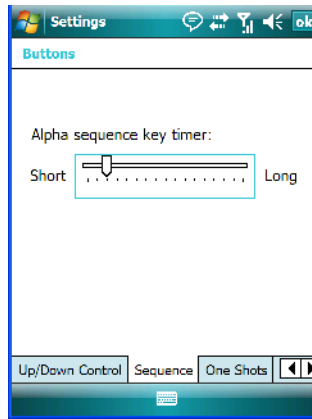 Settings ok
Buttons
Alpha sequence key timer:
Short Long
Up/Down Control Sequence One Shots